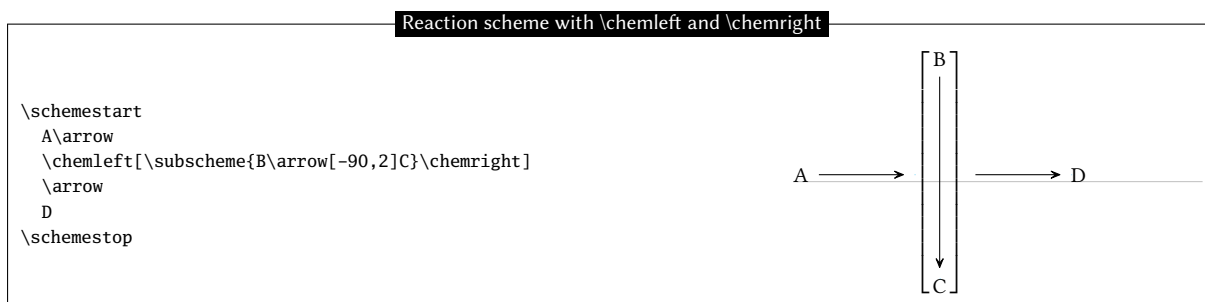 Reaction scheme with \chemleft and \chemright
\schemestart
A\arrow
\chemleft[\subscheme{B\arrow[-90,2]C}\chemright]
\arrow
D
\schemestop
B
A
D
C